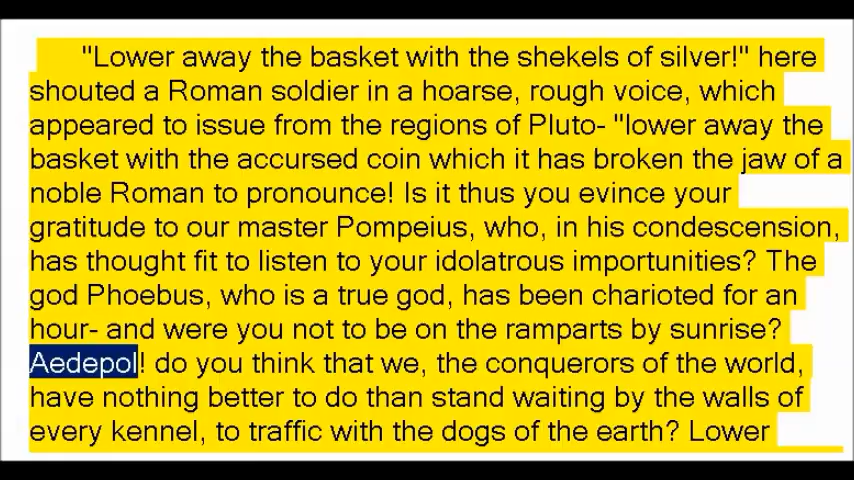 "Lower away the basket with the shekels of silver!" here
shouted a Roman soldier in a hoarse, rough voice, which
appeared to issue from the regions of Pluto- "lower away the
basket with the accursed coin which it has broken the jaw of a
noble Roman to pronounce! Is it thus you evince your
gratitude to our master Pompeius, who, in his condescension,
has thought fit to listen to your idolatrous importunities? The
god Phoebus, who is a true god, has been charioted for an
hour- and were you not to be on the ramparts by sunrise?
Aedepol! do you think that we, the conquerors of the world,
have nothing better to do than stand waiting by the walls of
every kennel, to traffic with the dogs of the earth? Lower